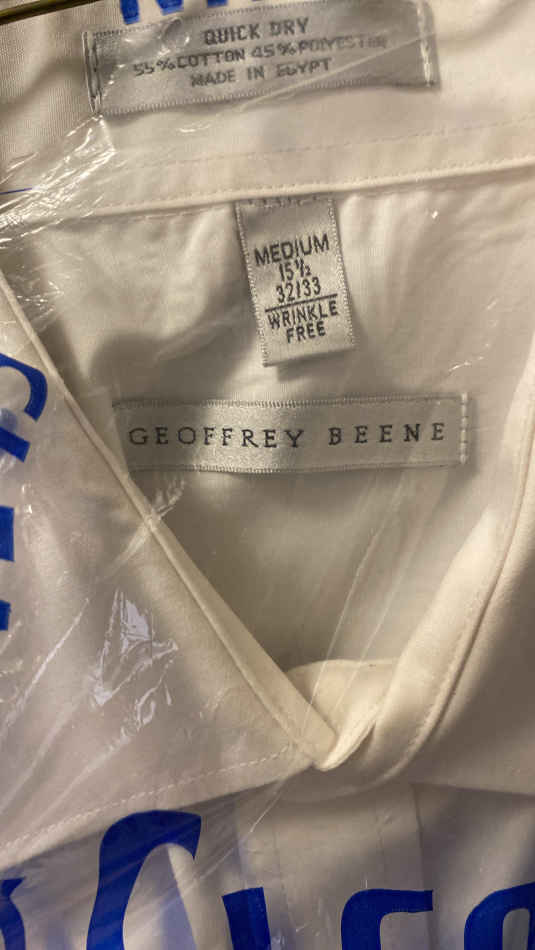 QUICK DRY
55% COTTON 45% POLYESTER
MADE IN EGYPT
MEDIUM
15½
32/33
WRINKLE
FREE
GEOFFREY BEENE